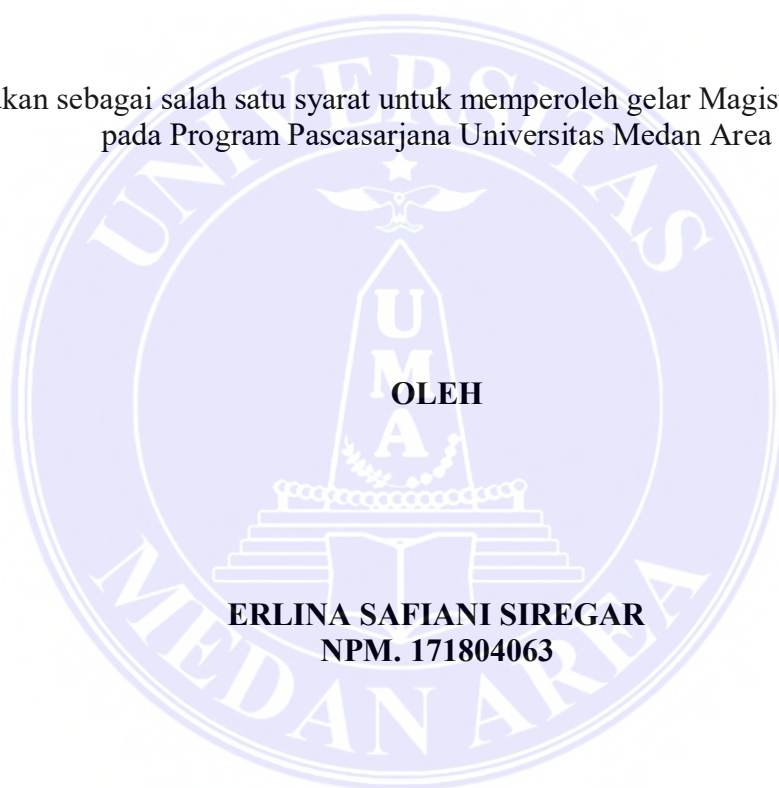 kan sebagai salah satu syarat untuk memperoleh gelar Magis
pada Program Pascasarjana Universitas Medan Area
UNIVERSITAS
UMA
OLEH
ERLINA SAFIANI SIREGAR
NPM. 171804063
MEDAN AREA